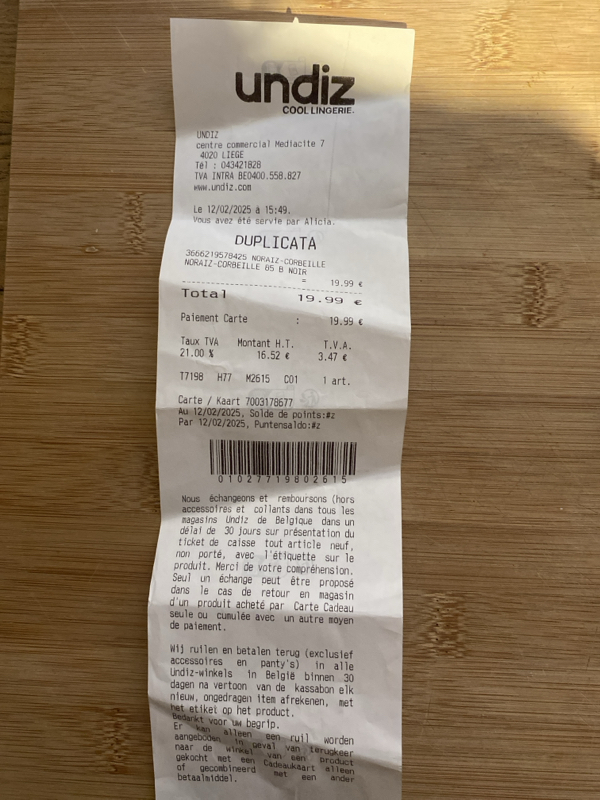 undiz
COOL LINGERIE.
UNDIZ
centre commercial Mediacite 7
4020 LIEGE
Tél : 043421828
TVA INTRA BE0400.558.827
www.undiz.com
Le 12/02/2025 à 15:49.
Vous avez été servie par Alicia.
DUPLICATA
3666219578425 NORAIZ-CORBEILLE
NORAIZ-CORBEILLE 85 B NOIR
= 19.99 €
Total 19.99 €
Paiement Carte : 19.99 €
Taux TVA Montant H.T. T.V.A.
21.00 % 16.52 € 3.47 €
T7198 H77 M2615 C01 1 art.
Carte / Kaart 7003178677
Au 12/02/2025, Solde de points:#z
Par 12/02/2025, Puntensaldo:#z
01027719802615
Nous échangeons et remboursons (hors
accessoires et collants dans tous les
magasins Undiz de Belgique dans un
délai de 30 jours sur présentation du
ticket de caisse tout article neuf,
non porté, avec l'étiquette sur le
produit. Merci de votre compréhension.
Seul un échange peut être proposé
dans le cas de retour en magasin
d'un produit acheté par Carte Cadeau
seule ou cumulée avec un autre moyen
de paiement.
Wij ruilen en betalen terug (exclusief
accessoires en panty's) in alle
Undiz-winkels in België binnen 30
dagen na vertoon van de kassabon elk
nieuw, ongedragen item afrekenen, met
het etiket op het product.
Bedankt voor uw begrip.
Er kan alleen een ruil worden
aangeboden in geval van terugkeer
naar de winkel van een product
gekocht met een Cadeaukaart alleen
of gecombineerd met een ander
betaalmiddel.